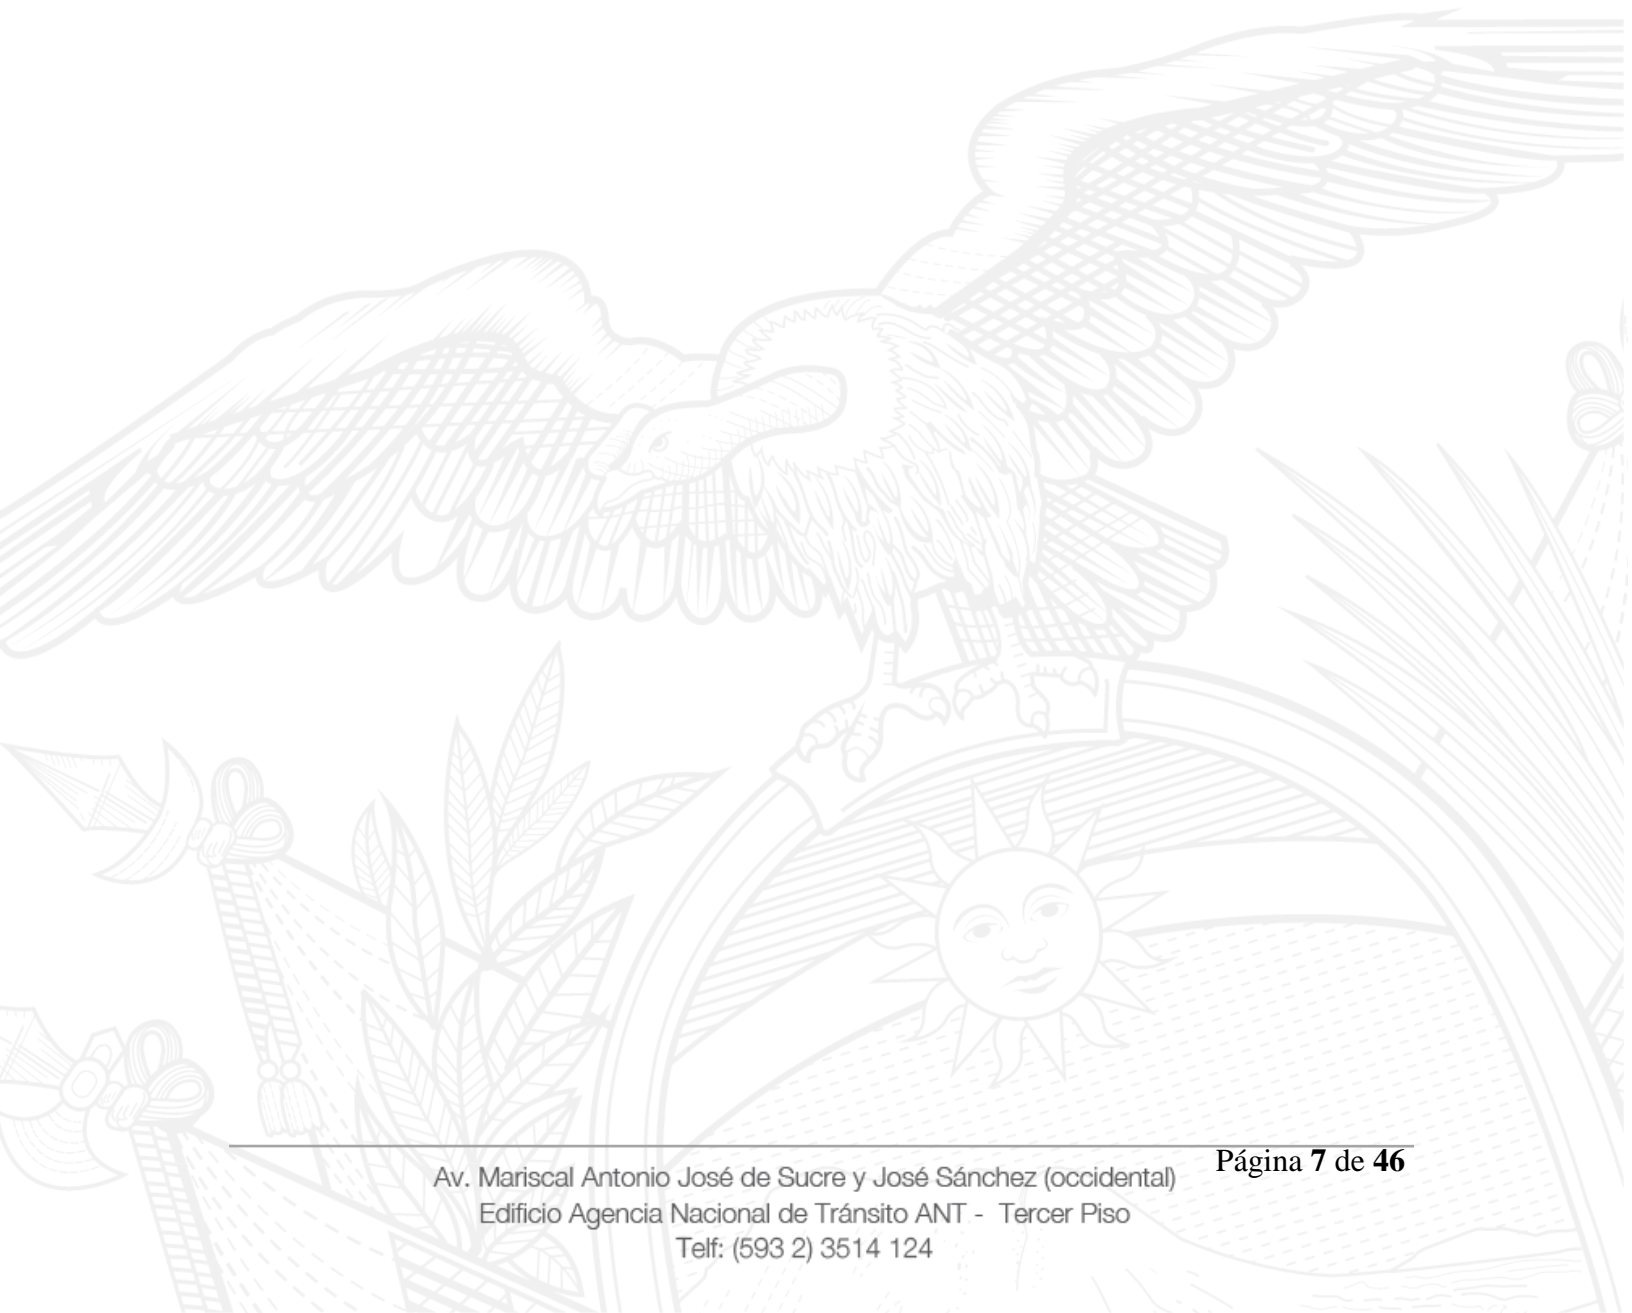 Página 7 de 46
Av. Mariscal Antonio José de Sucre y José Sánchez (occidental)
Edificio Agencia Nacional de Tránsito ANT - Tercer Piso
Telf: (593 2) 3514 124